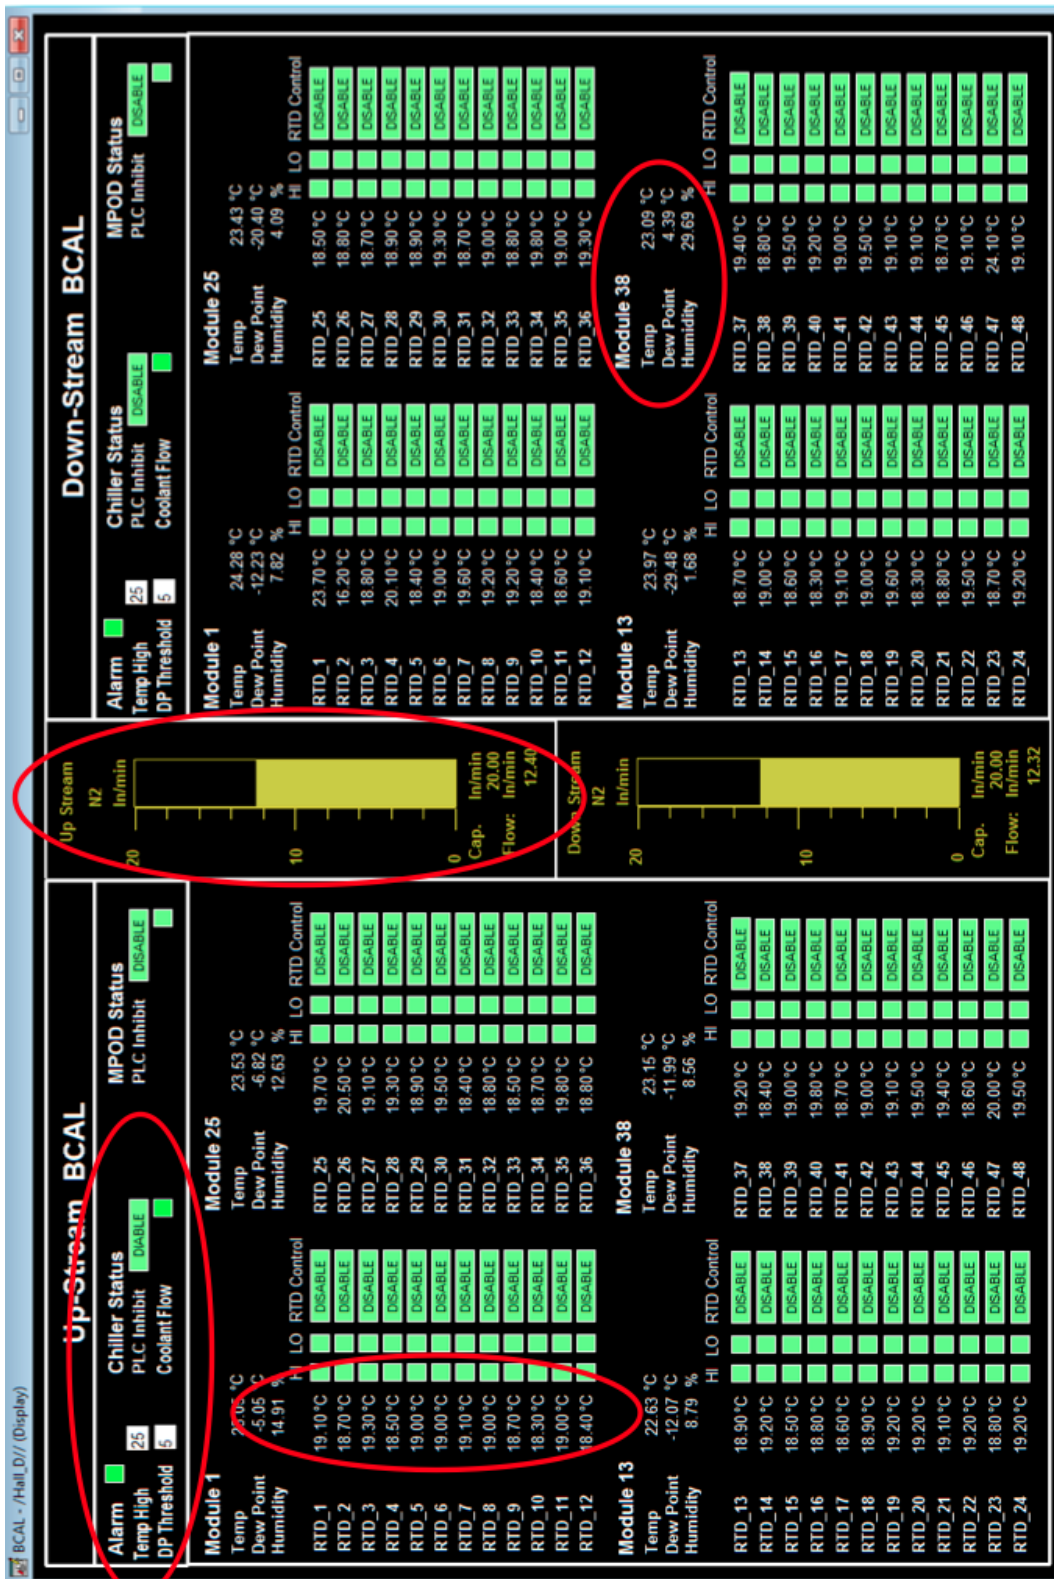 BCAL - /Hall_D// (Display)
Up-Stream BCAL
Alarm
Temp High 25
DP Threshold 5
Chiller Status
PLC Inhibit DIABLE
Coolant Flow
MPOD Status
PLC Inhibit DISABLE
Module 1
Temp °C
Dew Point -5.05 °C
Humidity 14.91 %
HI LO RTD Control
RTD_1 19.10 °C DISABLE
RTD_2 18.70 °C DISABLE
RTD_3 19.30 °C DISABLE
RTD_4 18.50 °C DISABLE
RTD_5 19.00 °C DISABLE
RTD_6 19.00 °C DISABLE
RTD_7 19.10 °C DISABLE
RTD_8 19.00 °C DISABLE
RTD_9 18.70 °C DISABLE
RTD_10 18.30 °C DISABLE
RTD_11 19.00 °C DISABLE
RTD_12 18.40 °C DISABLE
Module 25
Temp 23.53 °C
Dew Point -6.82 °C
Humidity 12.63 %
HI LO RTD Control
RTD_25 19.70 °C DISABLE
RTD_26 20.50 °C DISABLE
RTD_27 19.10 °C DISABLE
RTD_28 19.30 °C DISABLE
RTD_29 18.90 °C DISABLE
RTD_30 19.50 °C DISABLE
RTD_31 18.40 °C DISABLE
RTD_32 18.80 °C DISABLE
RTD_33 18.50 °C DISABLE
RTD_34 18.70 °C DISABLE
RTD_35 19.80 °C DISABLE
RTD_36 18.80 °C DISABLE
Module 13
Temp 22.63 °C
Dew Point -12.07 °C
Humidity 8.79 %
HI LO RTD Control
RTD_13 18.90 °C DISABLE
RTD_14 19.20 °C DISABLE
RTD_15 18.50 °C DISABLE
RTD_16 18.80 °C DISABLE
RTD_17 18.60 °C DISABLE
RTD_18 18.90 °C DISABLE
RTD_19 19.20 °C DISABLE
RTD_20 19.20 °C DISABLE
RTD_21 19.10 °C DISABLE
RTD_22 19.20 °C DISABLE
RTD_23 18.80 °C DISABLE
RTD_24 19.20 °C DISABLE
Module 38
Temp 23.15 °C
Dew Point -11.99 °C
Humidity 8.56 %
HI LO RTD Control
RTD_37 19.20 °C DISABLE
RTD_38 18.40 °C DISABLE
RTD_39 19.00 °C DISABLE
RTD_40 19.80 °C DISABLE
RTD_41 18.70 °C DISABLE
RTD_42 19.00 °C DISABLE
RTD_43 19.10 °C DISABLE
RTD_44 19.50 °C DISABLE
RTD_45 19.40 °C DISABLE
RTD_46 18.60 °C DISABLE
RTD_47 20.00 °C DISABLE
RTD_48 19.50 °C DISABLE
Up Stream
N2
ln/min
20
10
0
Cap. ln/min
20.00
Flow: ln/min
12.40
Down Stream
N2
ln/min
20
10
0
Cap. ln/min
20.00
Flow: ln/min
12.32
Down-Stream BCAL
Alarm
Temp High 25
DP Threshold 5
Chiller Status
PLC Inhibit DISABLE
Coolant Flow
MPOD Status
PLC Inhibit DISABLE
Module 1
Temp 24.28 °C
Dew Point -12.23 °C
Humidity 7.82 %
HI LO RTD Control
RTD_1 23.70 °C DISABLE
RTD_2 16.20 °C DISABLE
RTD_3 18.80 °C DISABLE
RTD_4 20.10 °C DISABLE
RTD_5 18.40 °C DISABLE
RTD_6 19.00 °C DISABLE
RTD_7 19.60 °C DISABLE
RTD_8 19.20 °C DISABLE
RTD_9 19.20 °C DISABLE
RTD_10 18.40 °C DISABLE
RTD_11 18.60 °C DISABLE
RTD_12 19.10 °C DISABLE
Module 25
Temp 23.43 °C
Dew Point -20.40 °C
Humidity 4.09 %
HI LO RTD Control
RTD_25 18.50 °C DISABLE
RTD_26 18.80 °C DISABLE
RTD_27 18.70 °C DISABLE
RTD_28 18.90 °C DISABLE
RTD_29 18.90 °C DISABLE
RTD_30 19.30 °C DISABLE
RTD_31 18.70 °C DISABLE
RTD_32 19.00 °C DISABLE
RTD_33 18.80 °C DISABLE
RTD_34 19.80 °C DISABLE
RTD_35 19.00 °C DISABLE
RTD_36 19.30 °C DISABLE
Module 13
Temp 23.97 °C
Dew Point -29.48 °C
Humidity 1.68 %
HI LO RTD Control
RTD_13 18.70 °C DISABLE
RTD_14 19.00 °C DISABLE
RTD_15 18.60 °C DISABLE
RTD_16 18.30 °C DISABLE
RTD_17 19.10 °C DISABLE
RTD_18 19.00 °C DISABLE
RTD_19 19.60 °C DISABLE
RTD_20 18.30 °C DISABLE
RTD_21 18.80 °C DISABLE
RTD_22 19.50 °C DISABLE
RTD_23 18.70 °C DISABLE
RTD_24 19.20 °C DISABLE
Module 38
Temp 23.09 °C
Dew Point 4.39 °C
Humidity 29.69 %
HI LO RTD Control
RTD_37 19.40 °C DISABLE
RTD_38 18.80 °C DISABLE
RTD_39 19.50 °C DISABLE
RTD_40 19.20 °C DISABLE
RTD_41 19.00 °C DISABLE
RTD_42 19.50 °C DISABLE
RTD_43 19.10 °C DISABLE
RTD_44 19.10 °C DISABLE
RTD_45 18.70 °C DISABLE
RTD_46 19.10 °C DISABLE
RTD_47 24.10 °C DISABLE
RTD_48 19.10 °C DISABLE